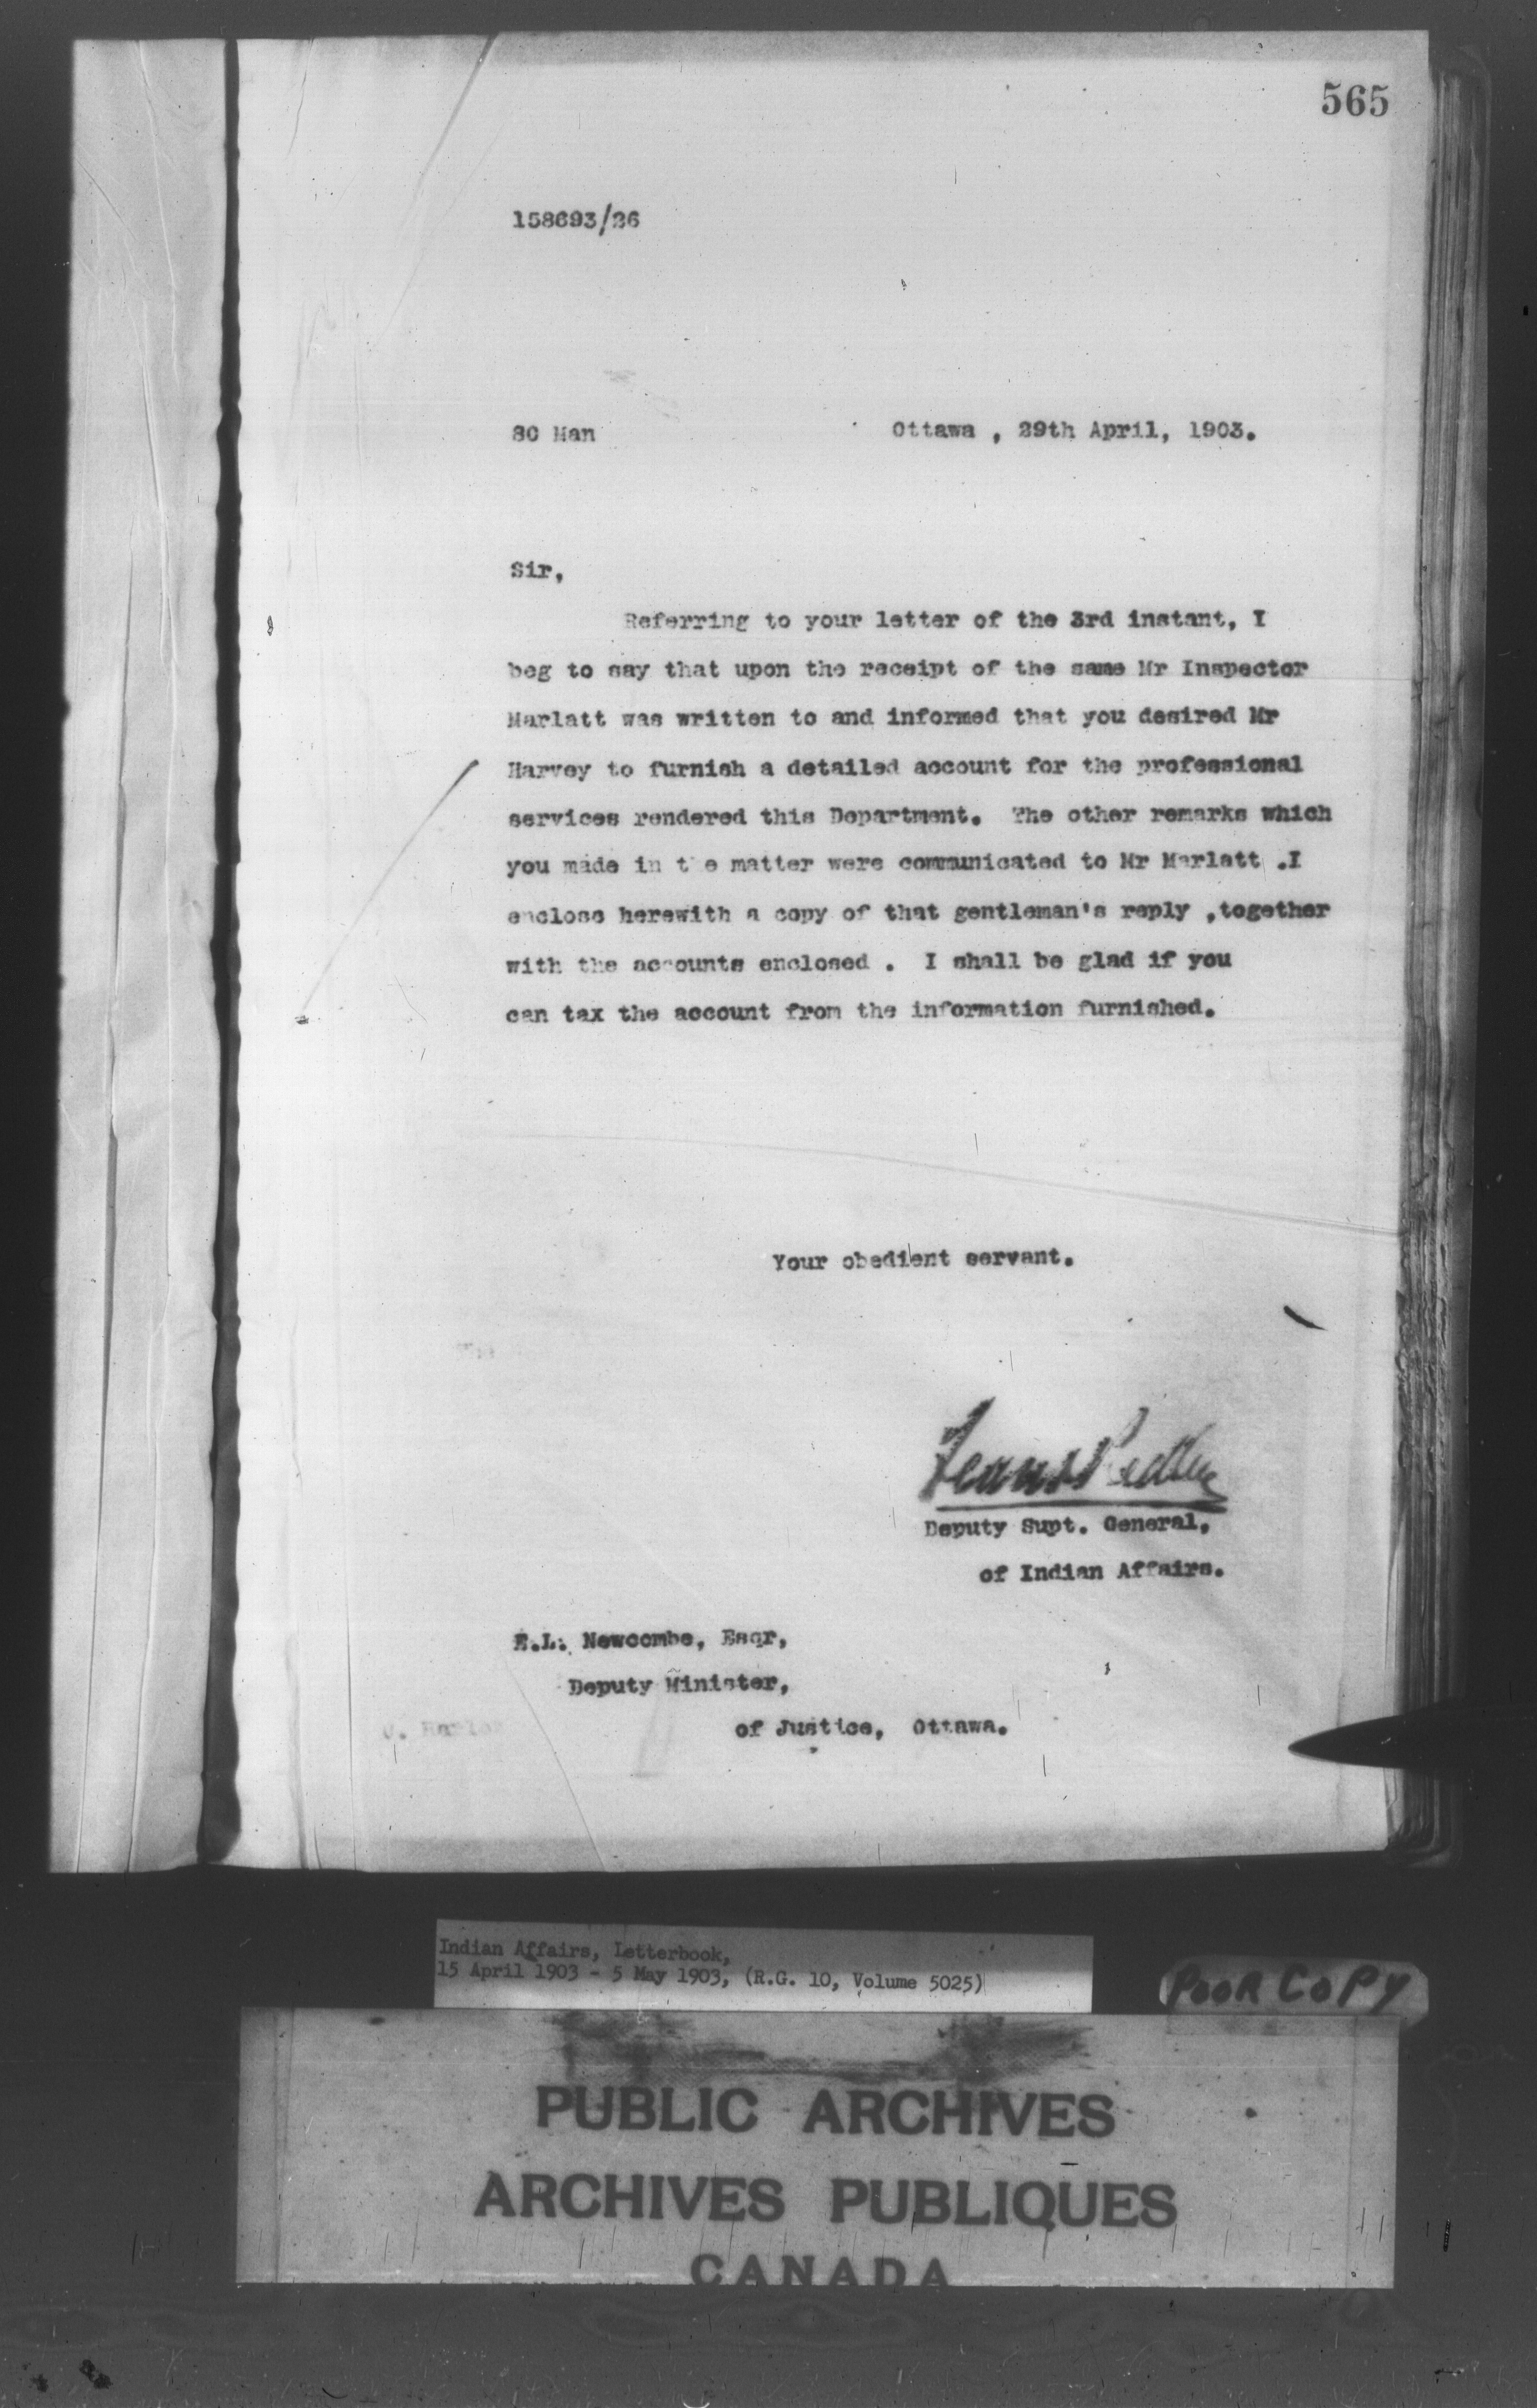 565
158693/26
80 Man Ottawa , 29th April, 1903.
Sir,
Referring to your letter of the 3rd instant, I
beg to say that upon the receipt of the same Mr Inspector
Marlatt was written to and informed that you desired Mr
Harvey to furnish a detailed account for the professional
services rendered this Department. The other remarks which
you made in t e matter were communicated to Mr Marlatt .I
enclose herewith a copy of that gentleman's reply ,together
with the accounts enclosed . I shall be glad if you
can tax the account from the information furnished.
Your obedient servant.
Frank Pedley
Deputy Supt. General,
of Indian Affairs.
E.L. Newcombe, Esqr,
Deputy Minister,
of Justice, Ottawa.
Indian Affairs, Letterbook,
15 April 1903 - 5 May 1903, (R.G. 10, Volume 5025)
POOR COPY
PUBLIC ARCHIVES
ARCHIVES PUBLIQUES
CANADA